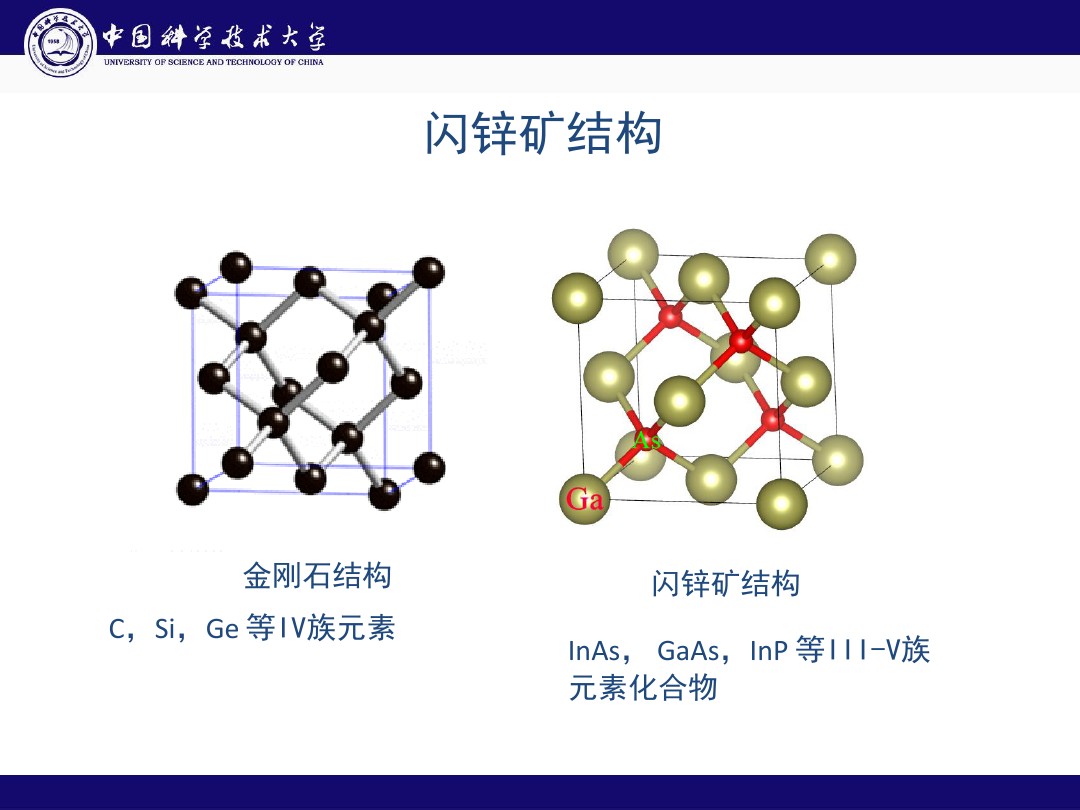 中国科学技术大学
UNIVERSITY OF SCIENCE AND TECHNOLOGY OF CHINA
1958
闪锌矿结构
As
Ga
金刚石结构
闪锌矿结构
C，Si，Ge 等IV族元素
InAs， GaAs，InP 等III-V族
元素化合物